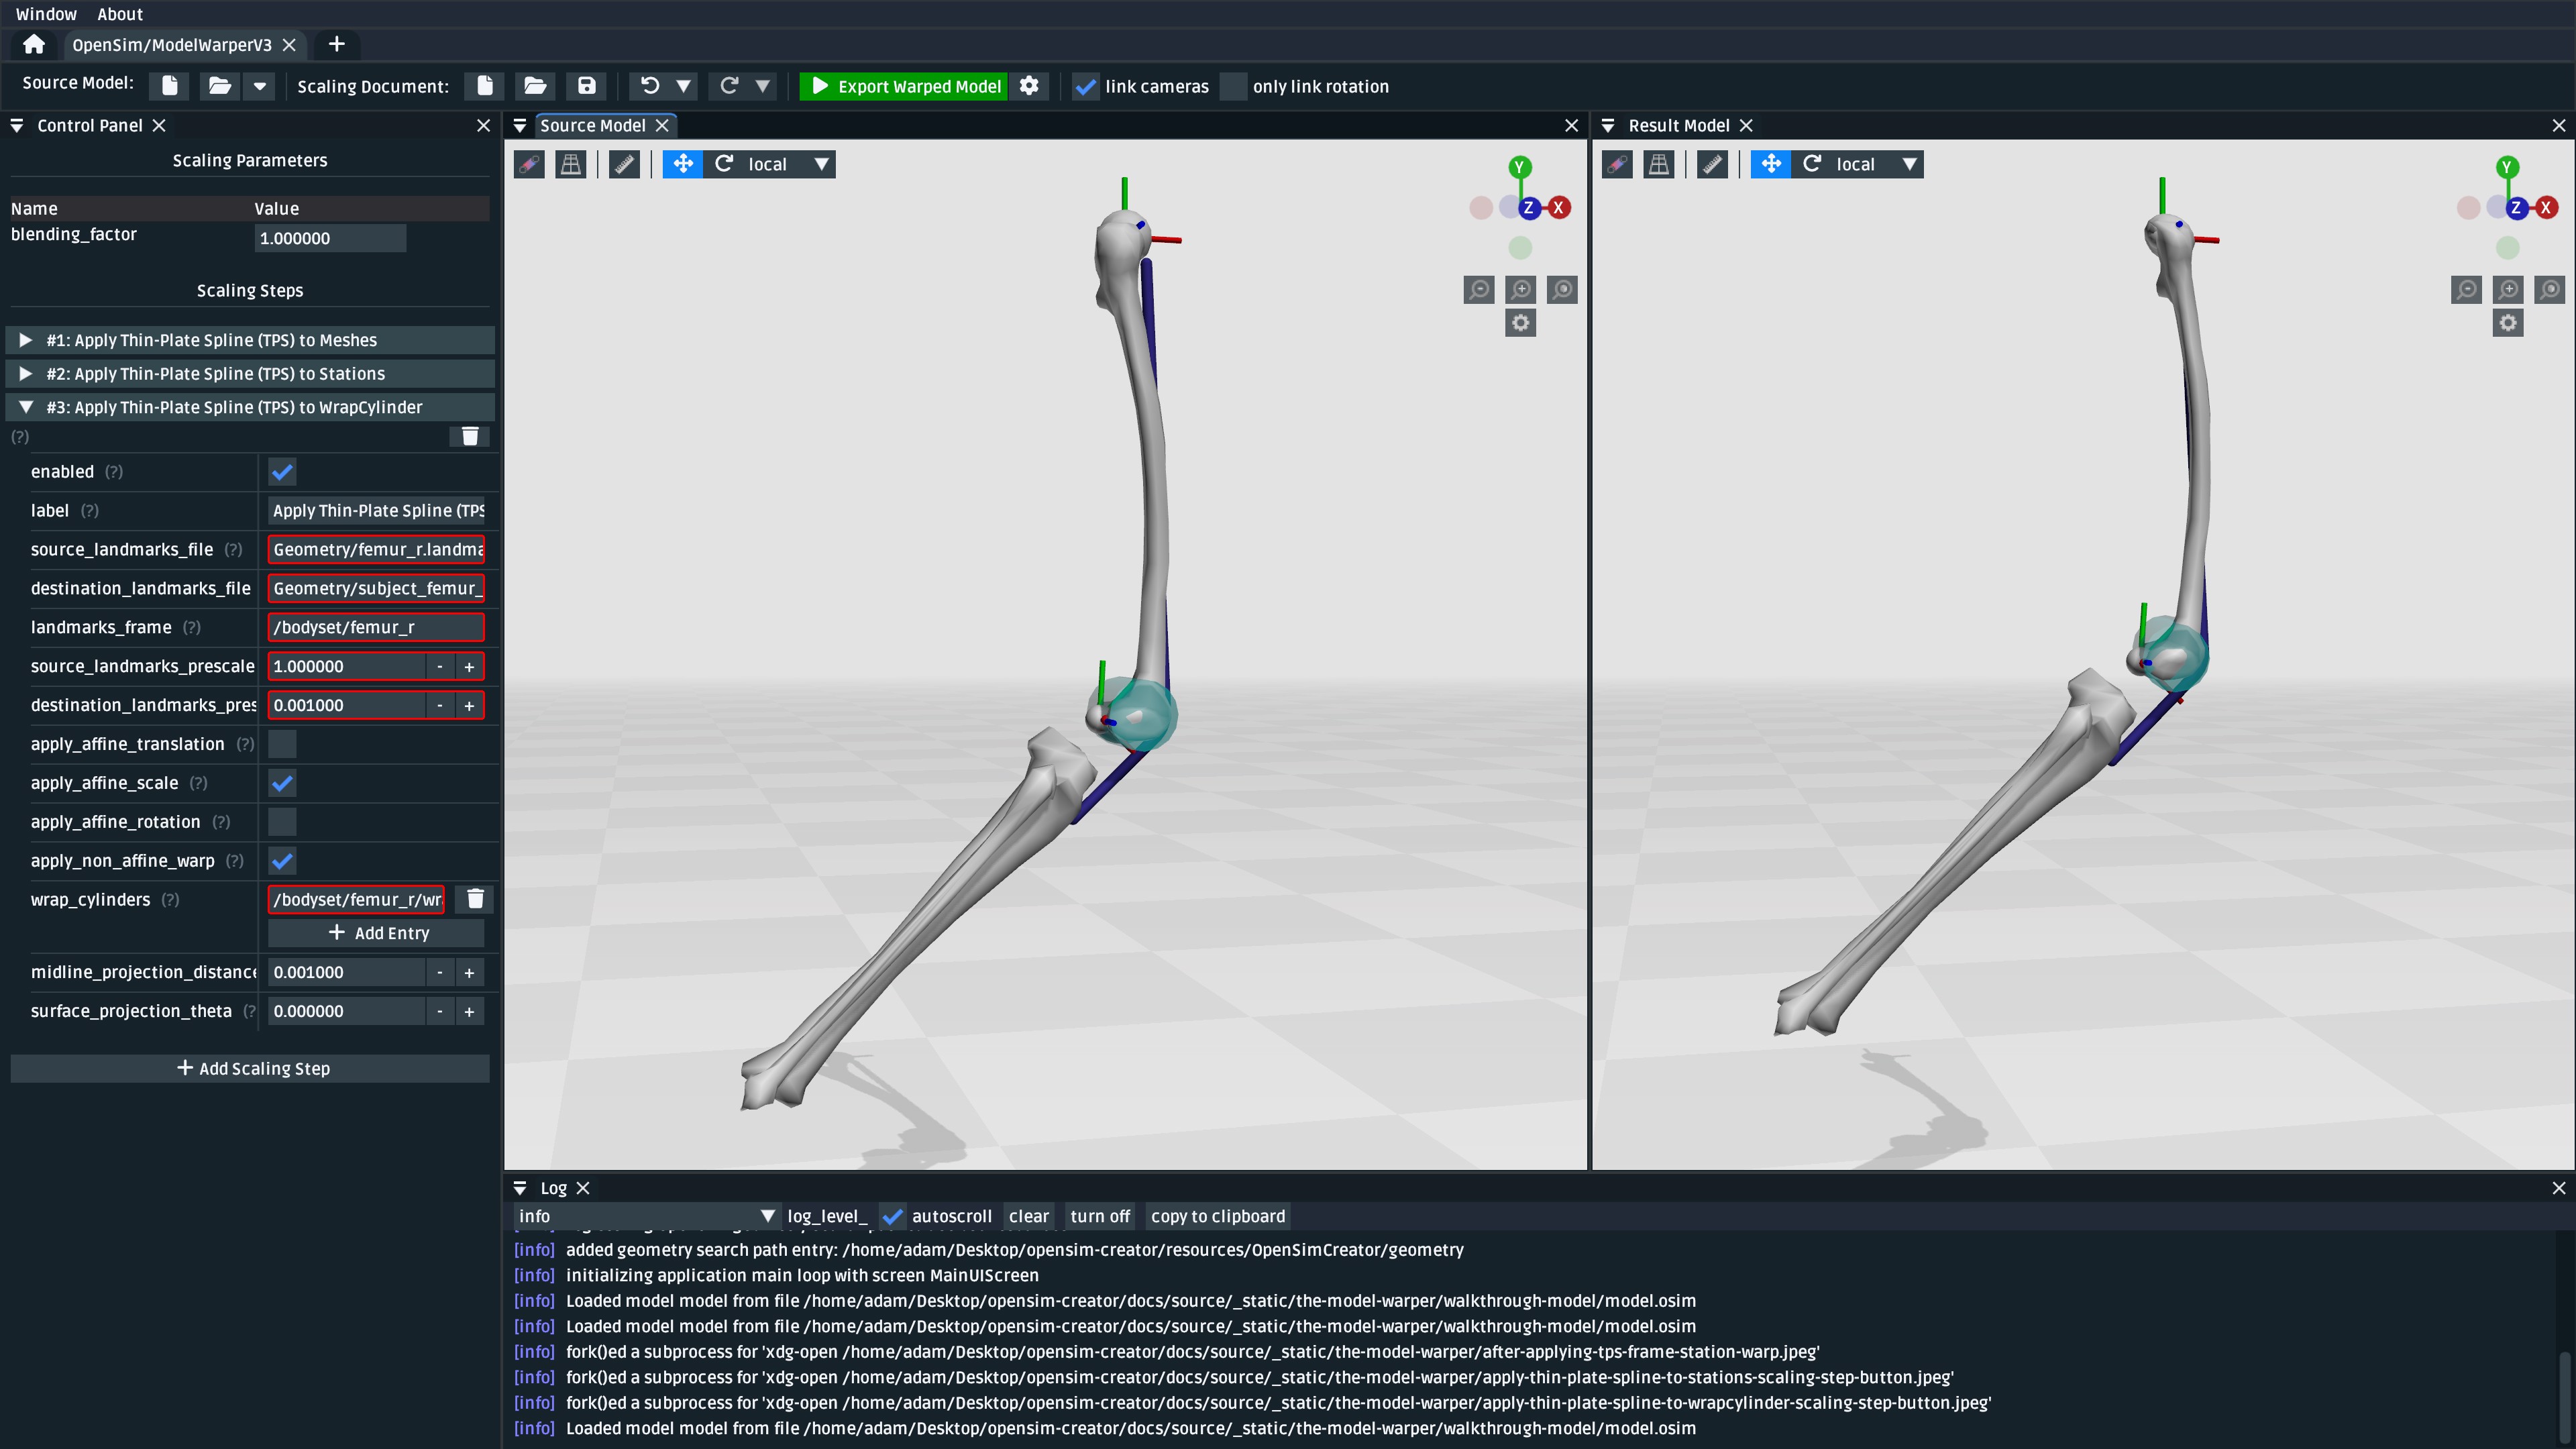 Window About
OpenSim/ModelWarperV3
Source Model: Scaling Document: Export Warped Model link cameras only link rotation
Control Panel
Scaling Parameters
Name Value
blending_factor 1.000000
Scaling Steps
#1: Apply Thin-Plate Spline (TPS) to Meshes
#2: Apply Thin-Plate Spline (TPS) to Stations
#3: Apply Thin-Plate Spline (TPS) to WrapCylinder
(?)
enabled (?)
label (?) Apply Thin-Plate Spline (TPS
source_landmarks_file (?) Geometry/femur_r.landma
destination_landmarks_file Geometry/subject_femur_
landmarks_frame (?) /bodyset/femur_r
source_landmarks_prescale 1.000000 - +
destination_landmarks_pres 0.001000 - +
apply_affine_translation (?)
apply_affine_scale (?)
apply_affine_rotation (?)
apply_non_affine_warp (?)
wrap_cylinders (?) /bodyset/femur_r/wr
+ Add Entry
midline_projection_distance 0.001000 - +
surface_projection_theta (? 0.000000 - +
+ Add Scaling Step
Source Model
local
Y
Z X
Result Model
local
Y
Z X
Log
info log_level_ autoscroll clear turn off copy to clipboard
[info] added geometry search path entry: /home/adam/Desktop/opensim-creator/resources/OpenSimCreator/geometry
[info] initializing application main loop with screen MainUIScreen
[info] Loaded model model from file /home/adam/Desktop/opensim-creator/docs/source/_static/the-model-warper/walkthrough-model/model.osim
[info] Loaded model model from file /home/adam/Desktop/opensim-creator/docs/source/_static/the-model-warper/walkthrough-model/model.osim
[info] fork()ed a subprocess for 'xdg-open /home/adam/Desktop/opensim-creator/docs/source/_static/the-model-warper/after-applying-tps-frame-station-warp.jpeg'
[info] fork()ed a subprocess for 'xdg-open /home/adam/Desktop/opensim-creator/docs/source/_static/the-model-warper/apply-thin-plate-spline-to-stations-scaling-step-button.jpeg'
[info] fork()ed a subprocess for 'xdg-open /home/adam/Desktop/opensim-creator/docs/source/_static/the-model-warper/apply-thin-plate-spline-to-wrapcylinder-scaling-step-button.jpeg'
[info] Loaded model model from file /home/adam/Desktop/opensim-creator/docs/source/_static/the-model-warper/walkthrough-model/model.osim